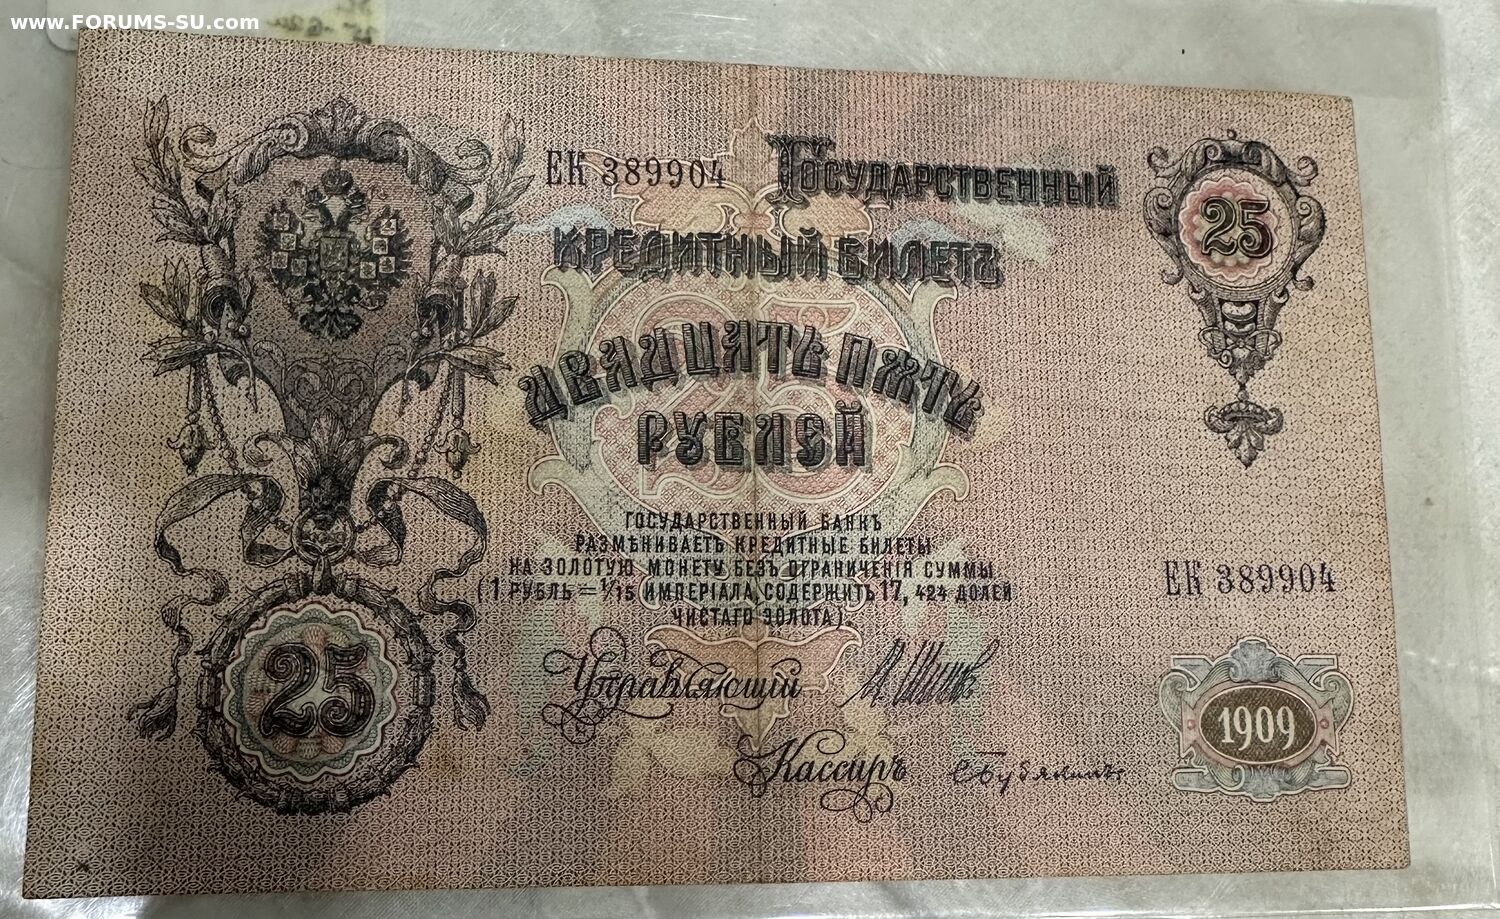 www.FORUMS-SU.com
ЕК 389904
Государственный
25
Кредитный Билетъ
Двадцать пять
рублей
Государственный Банкъ
размѣниваетъ кредитные билеты
на золотую монету безъ ограниченія суммы
(1 рубль = 1/15 имперіала, содержитъ 17, 424 долей
чистаго золота).
ЕК 389904
25
Управляющій И. Шиповъ
Кассиръ
1909